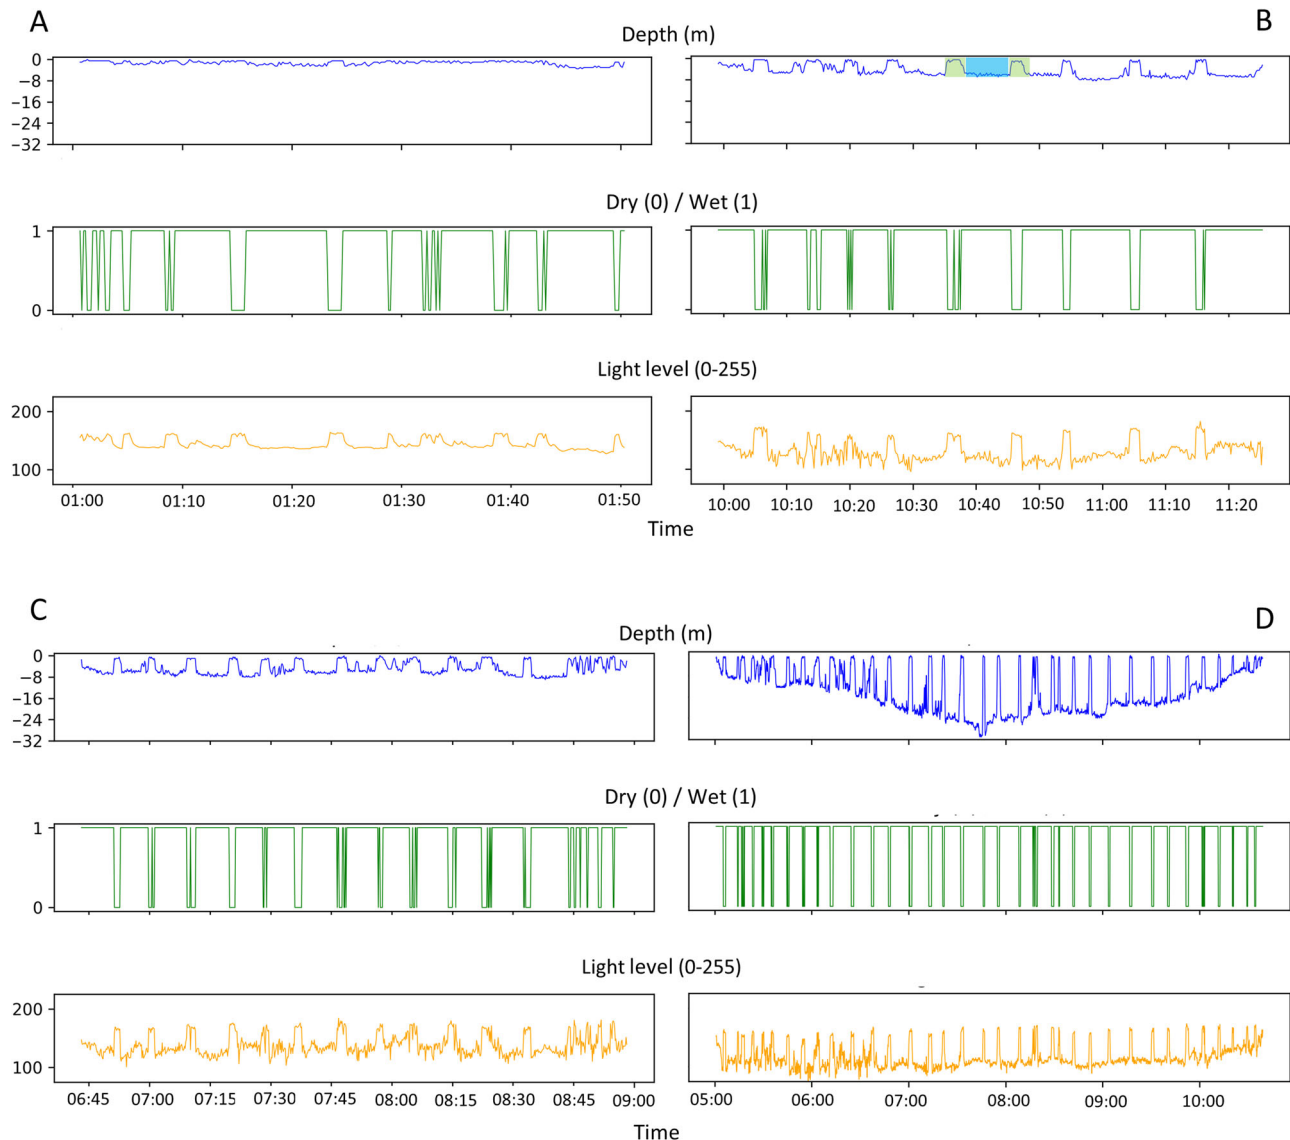 A
B
Depth (m)
0
−8
−16
−24
−32
Dry (0) / Wet (1)
1
0
Light level (0-255)
200
100
01:00 01:10 01:20 01:30 01:40 01:50
10:00 10:10 10:20 10:30 10:40 10:50 11:00 11:10 11:20
Time
C
D
Depth (m)
0
−8
−16
−24
−32
Dry (0) / Wet (1)
1
0
Light level (0-255)
200
100
06:45 07:00 07:15 07:30 07:45 08:00 08:15 08:30 08:45 09:00
05:00 06:00 07:00 08:00 09:00 10:00
Time